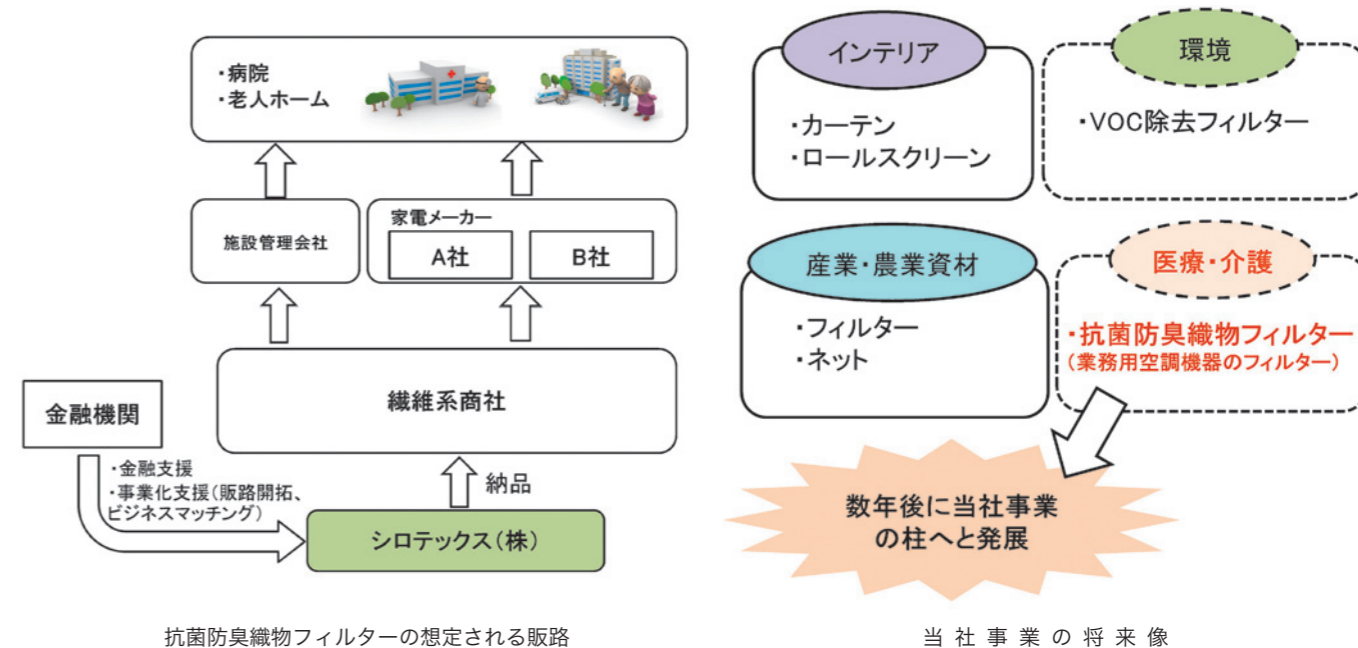 ・病院
・老人ホーム
施設管理会社
家電メーカー
A社
B社
繊維系商社
金融機関
・金融支援
・事業化支援(販路開拓、
ビジネスマッチング)
納品
シロテックス(株)
抗菌防臭織物フィルターの想定される販路
インテリア
・カーテン
・ロールスクリーン
環境
・VOC除去フィルター
産業・農業資材
・フィルター
・ネット
医療・介護
・抗菌防臭織物フィルター
(業務用空調機器のフィルター)
数年後に当社事業
の柱へと発展
当社事業の将来像